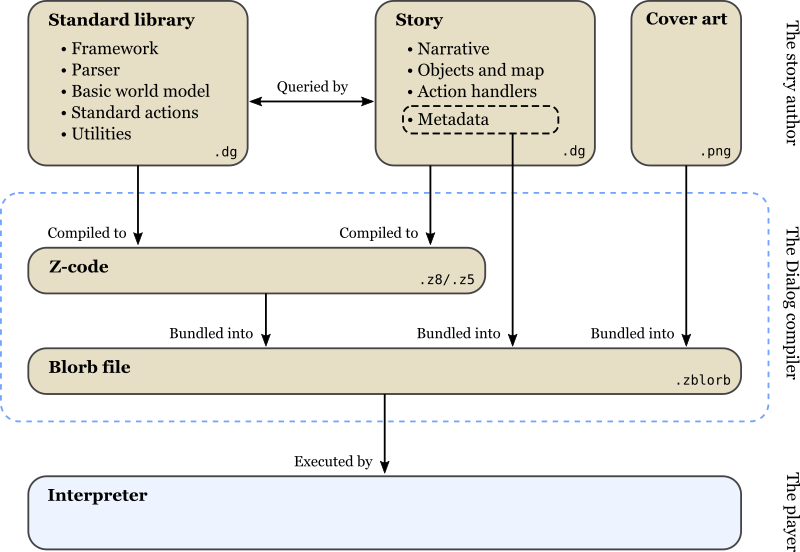 Standard library
• Framework
• Parser
• Basic world model
• Standard actions
• Utilities
.dg
Queried by
Story
• Narrative
• Objects and map
• Action handlers
• Metadata
.dg
Cover art
.png
The story author
Compiled to
Compiled to
Z-code
.z8/.z5
Bundled into
Bundled into
Bundled into
Blorb file
.zblorb
The Dialog compiler
Executed by
Interpreter
The player